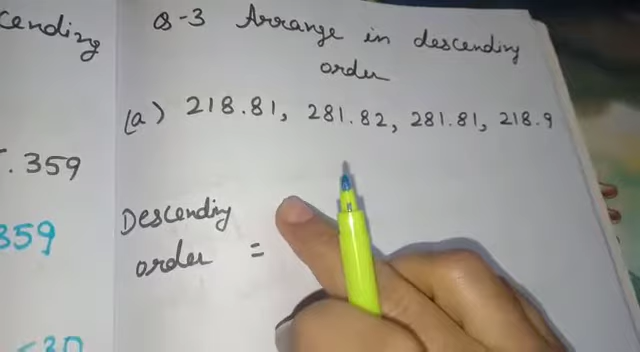 cending
Q-3 Arrange in descending
order
(a) 218.81, 281.82, 281.81, 218.9
.359
Descending
order =
359